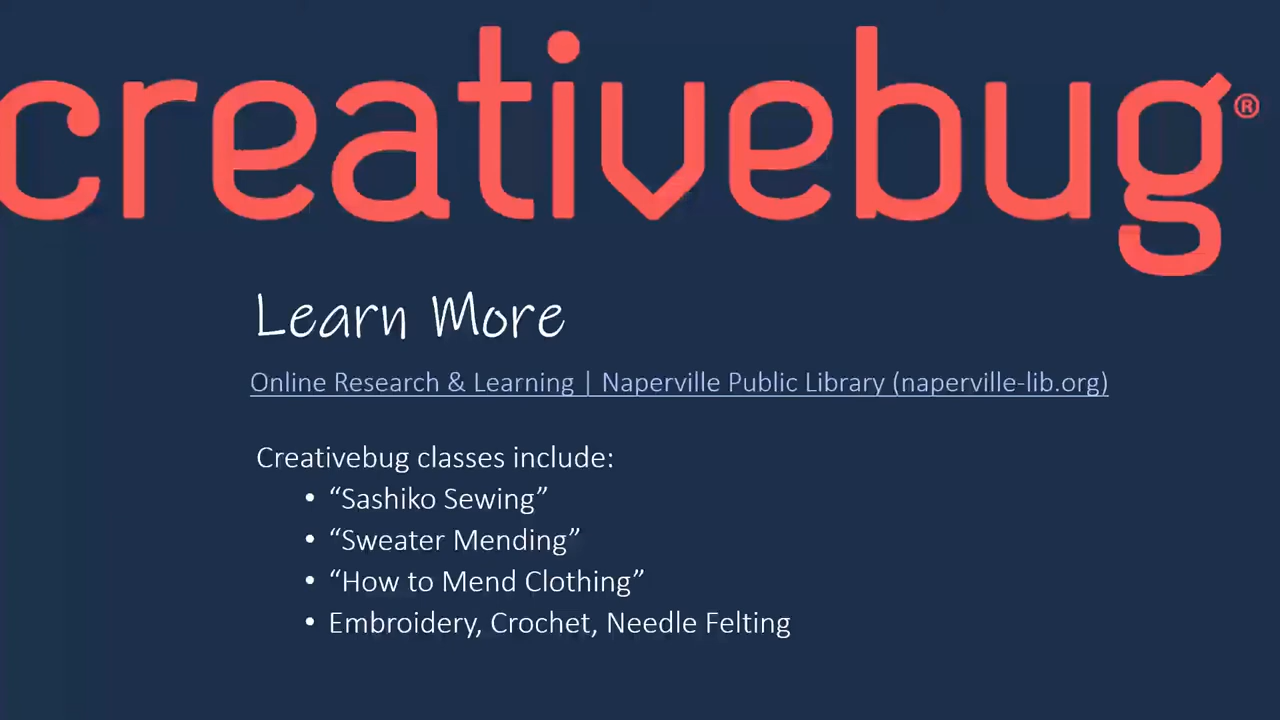 creativebug®
Learn More
Online Research & Learning | Naperville Public Library (naperville-lib.org)
Creativebug classes include:
• “Sashiko Sewing”
• “Sweater Mending”
• “How to Mend Clothing”
• Embroidery, Crochet, Needle Felting